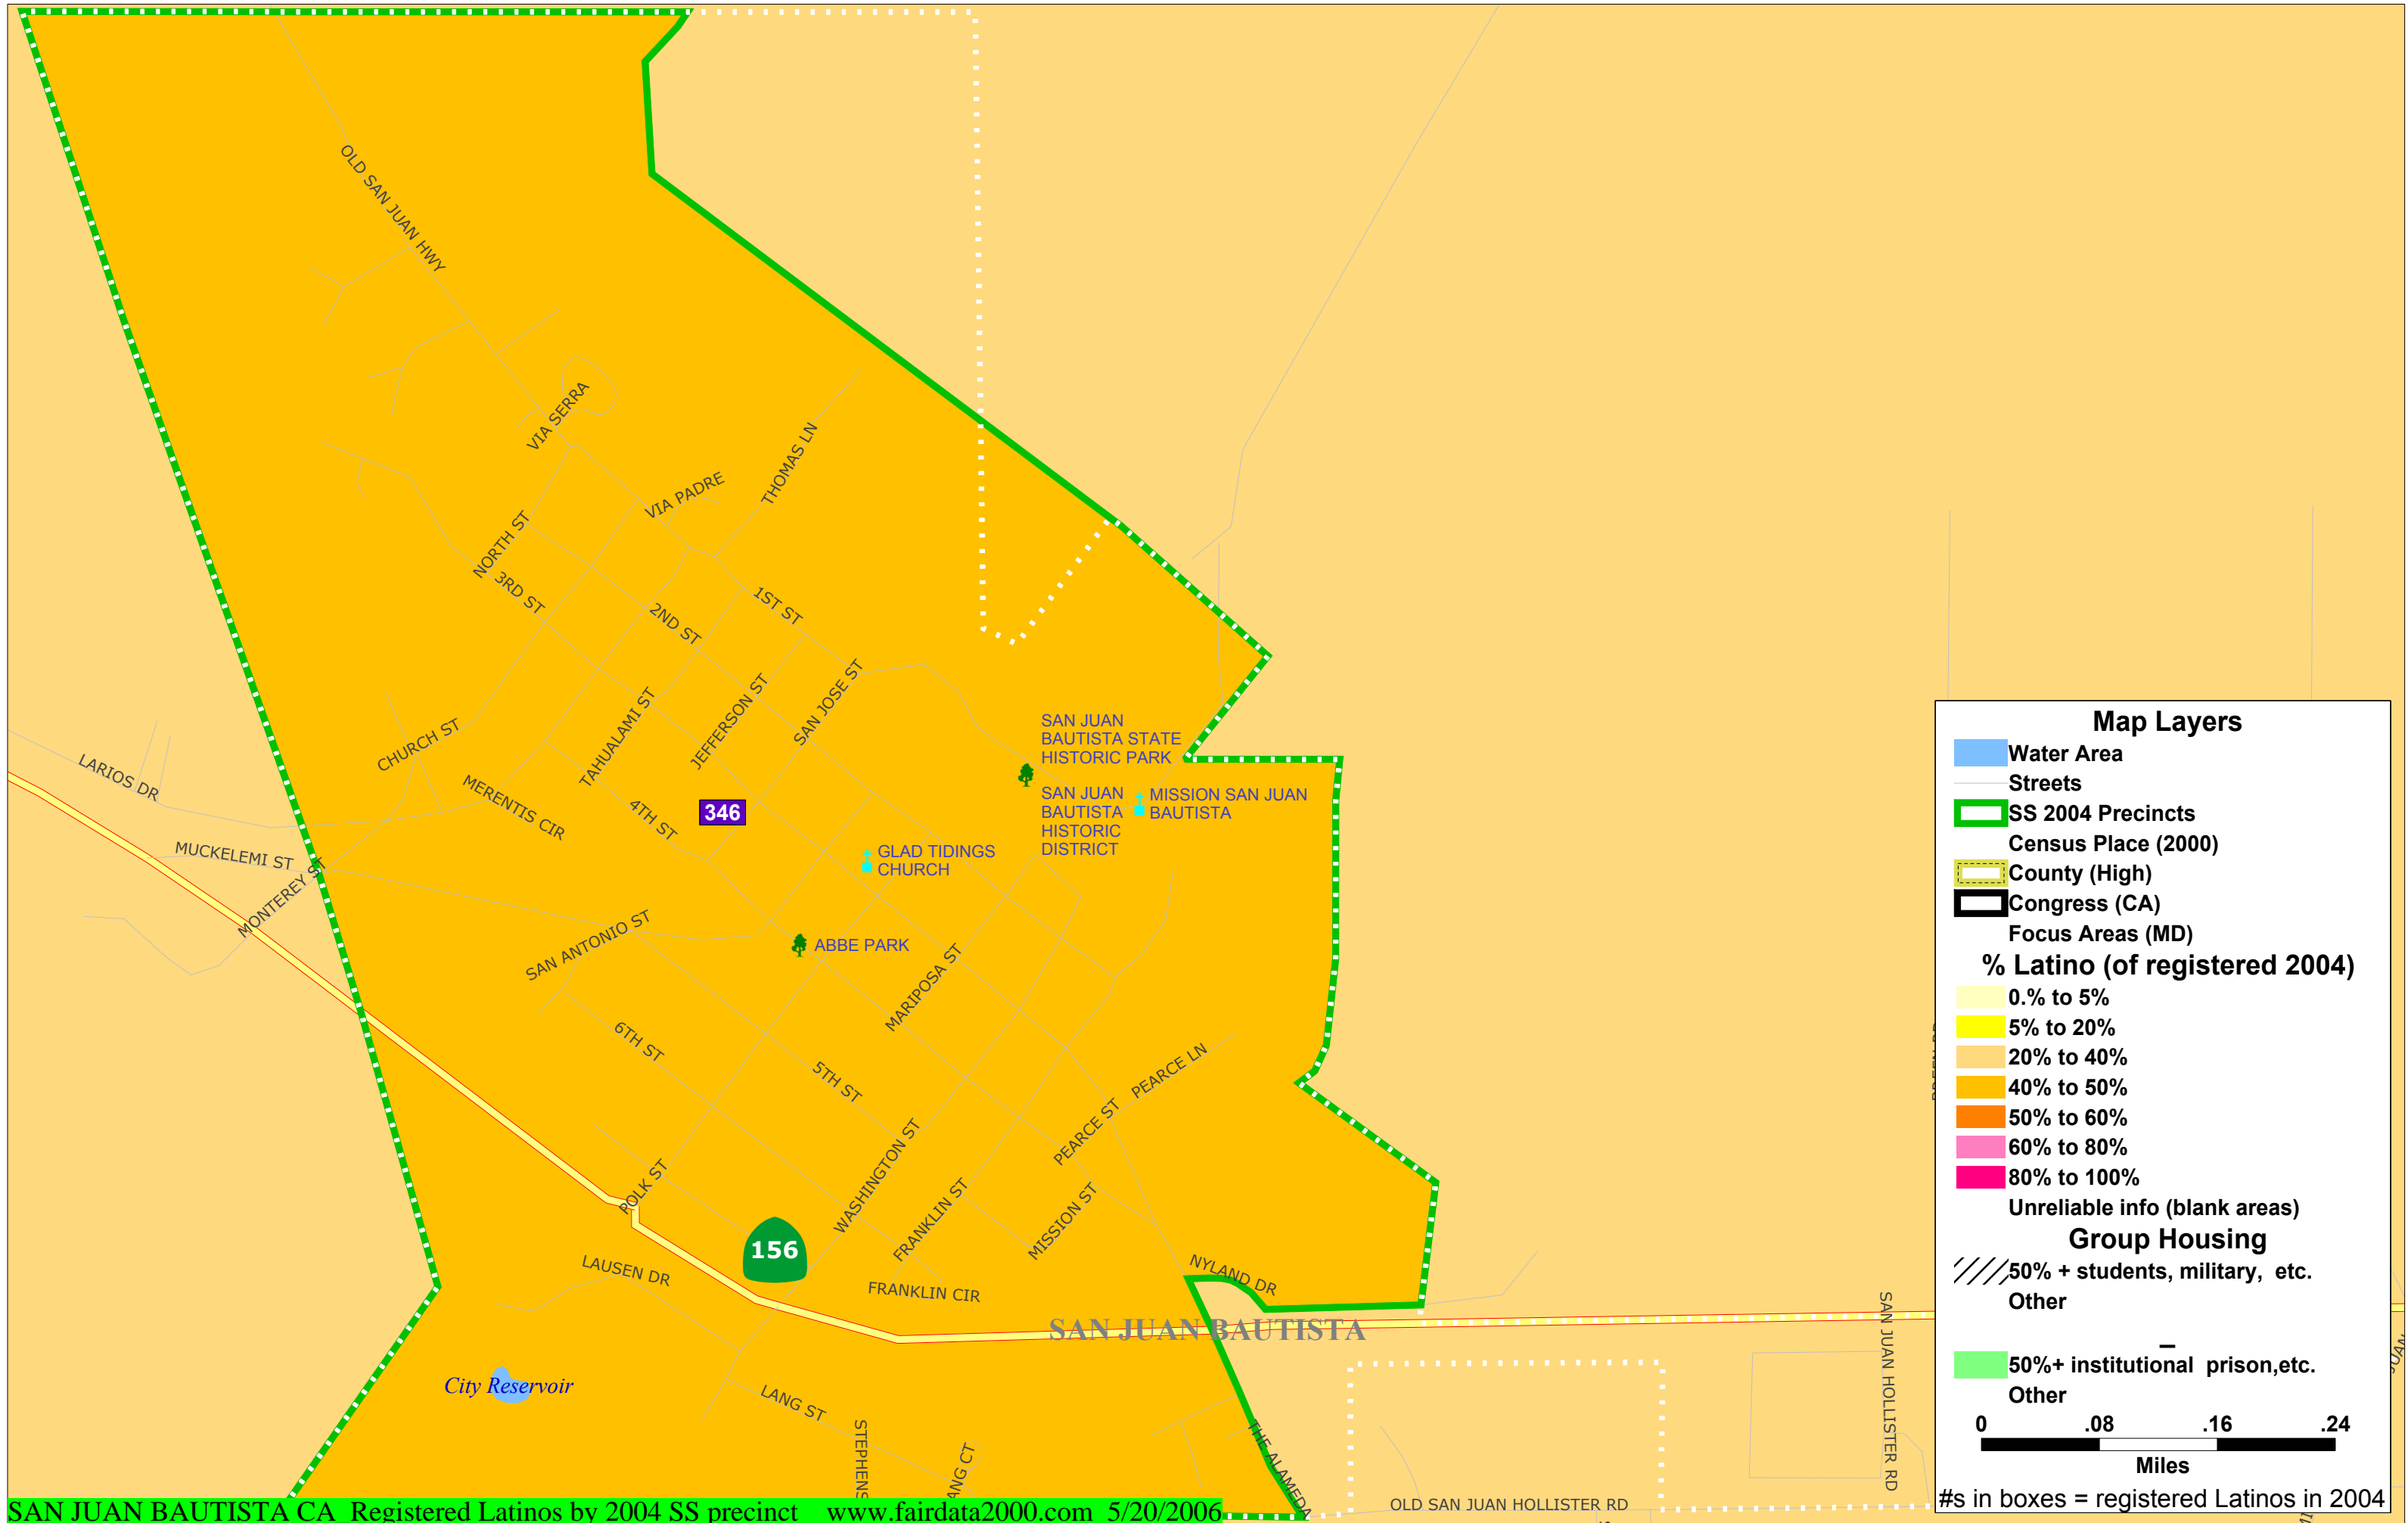 OLD SAN JUAN HWY
VIA SERRA
VIA PADRE
THOMAS LN
NORTH ST
3RD ST
2ND ST
1ST ST
CHURCH ST
MERENTIS CIR
TAHUALAMI ST
JEFFERSON ST
SAN JOSE ST
4TH ST
346
LARIOS DR
MUCKELEMI ST
MONTEREY ST
SAN JUAN
BAUTISTA STATE
HISTORIC PARK
SAN JUAN
BAUTISTA
HISTORIC
DISTRICT
MISSION SAN JUAN
BAUTISTA
GLAD TIDINGS
CHURCH
ABBE PARK
SAN ANTONIO ST
MARIPOSA ST
6TH ST
5TH ST
PEARCE LN
PEARCE ST
POLK ST
WASHINGTON ST
FRANKLIN ST
MISSION ST
156
LAUSEN DR
FRANKLIN CIR
NYLAND DR
SAN JUAN BAUTISTA
City Reservoir
LANG ST
STEPHENS
ANG CT
THE ALAMEDA
OLD SAN JUAN HOLLISTER RD
SAN JUAN HOLLISTER RD
Map Layers
Water Area
Streets
SS 2004 Precincts
Census Place (2000)
County (High)
Congress (CA)
Focus Areas (MD)
% Latino (of registered 2004)
0.% to 5%
5% to 20%
20% to 40%
40% to 50%
50% to 60%
60% to 80%
80% to 100%
Unreliable info (blank areas)
Group Housing
50% + students, military, etc.
Other
50%+ institutional prison,etc.
Other
0 .08 .16 .24
Miles
#s in boxes = registered Latinos in 2004
SAN JUAN BAUTISTA CA Registered Latinos by 2004 SS precinct www.fairdata2000.com 5/20/2006